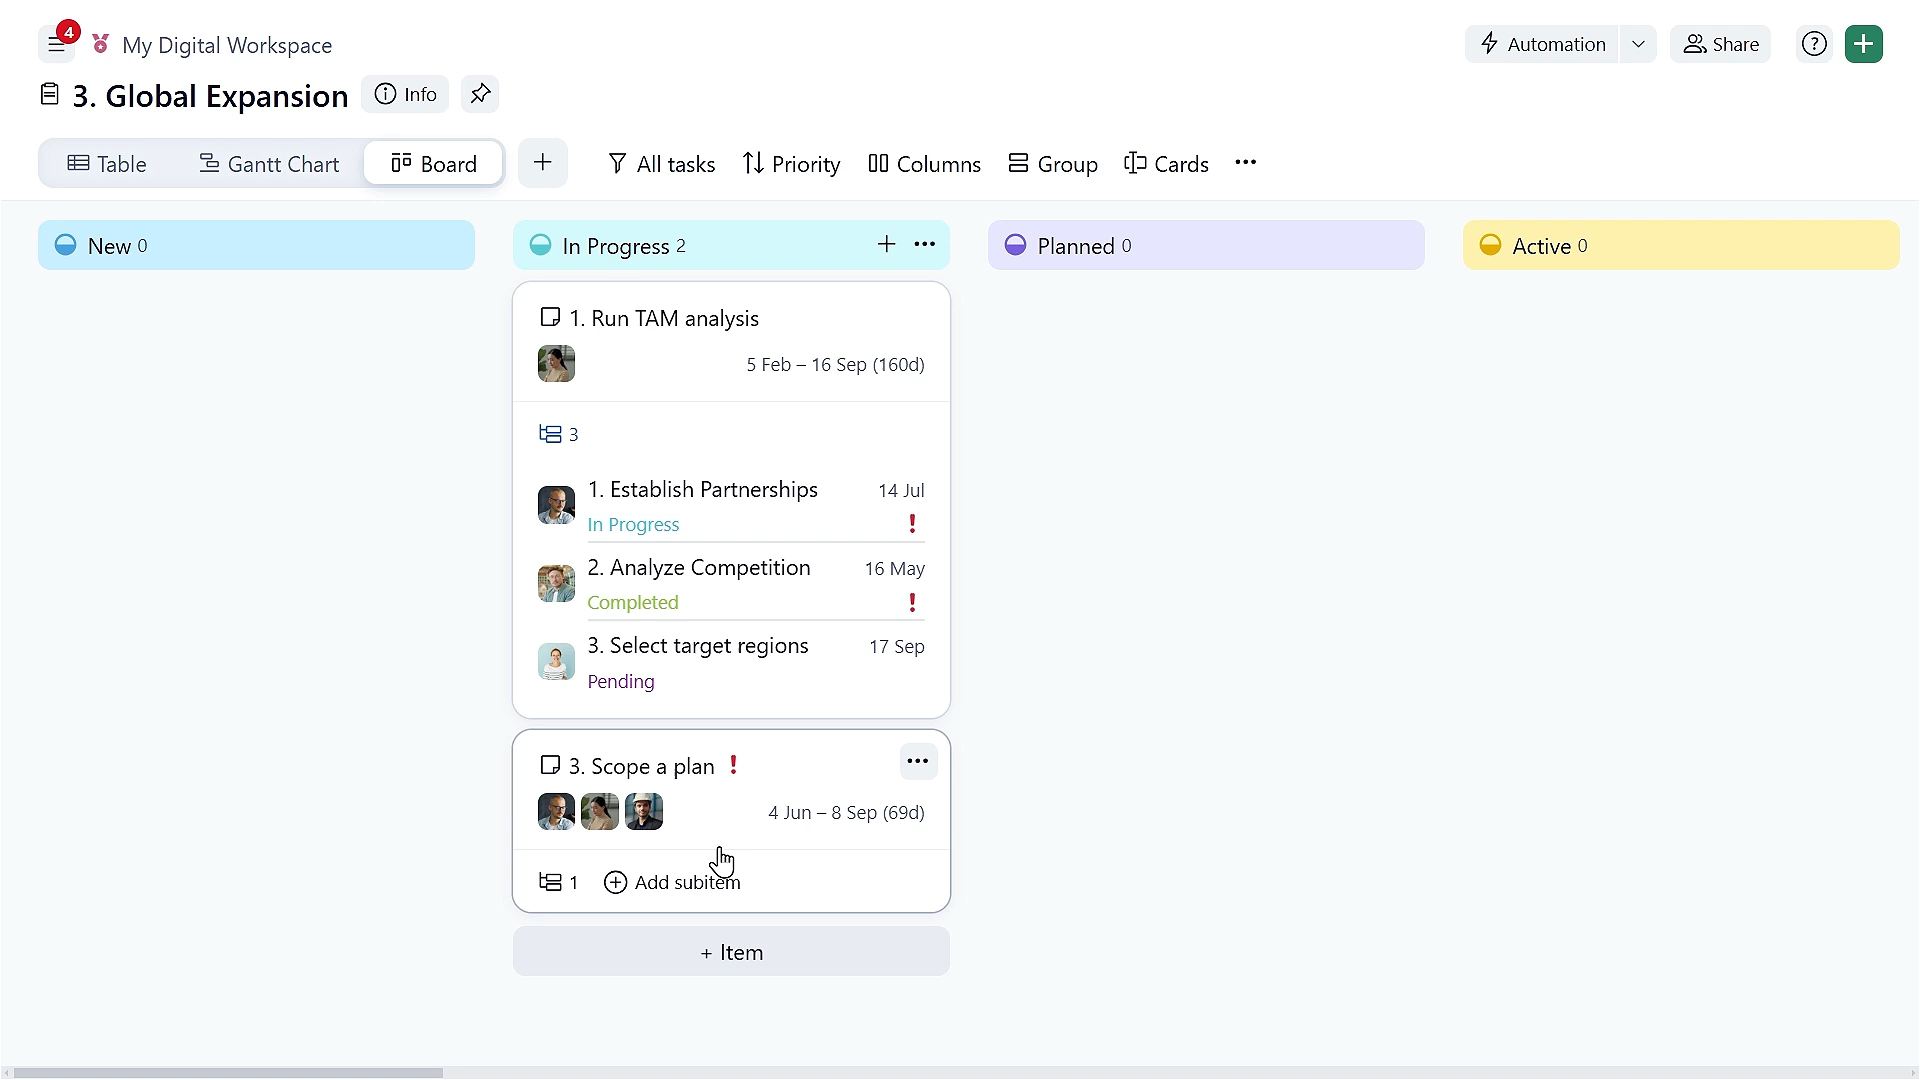 4
My Digital Workspace
Automation
Share
3. Global Expansion
Info
Table
Gantt Chart
Board
All tasks
Priority
Columns
Group
Cards
New 0
In Progress 2
Planned 0
Active 0
1. Run TAM analysis
5 Feb – 16 Sep (160d)
3
1. Establish Partnerships
14 Jul
In Progress
2. Analyze Competition
16 May
Completed
3. Select target regions
17 Sep
Pending
3. Scope a plan
4 Jun – 8 Sep (69d)
1
Add subitem
+ Item